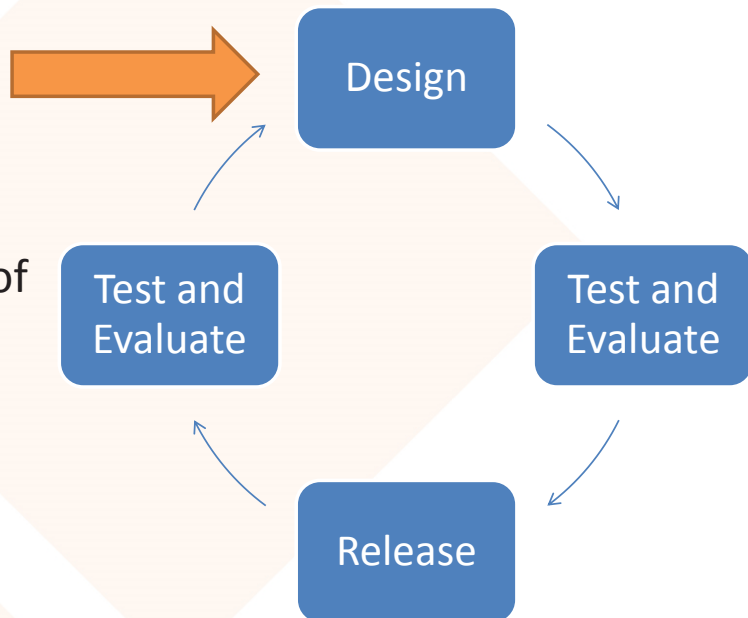 Design
of
Test and
Evaluate
Test and
Evaluate
Release